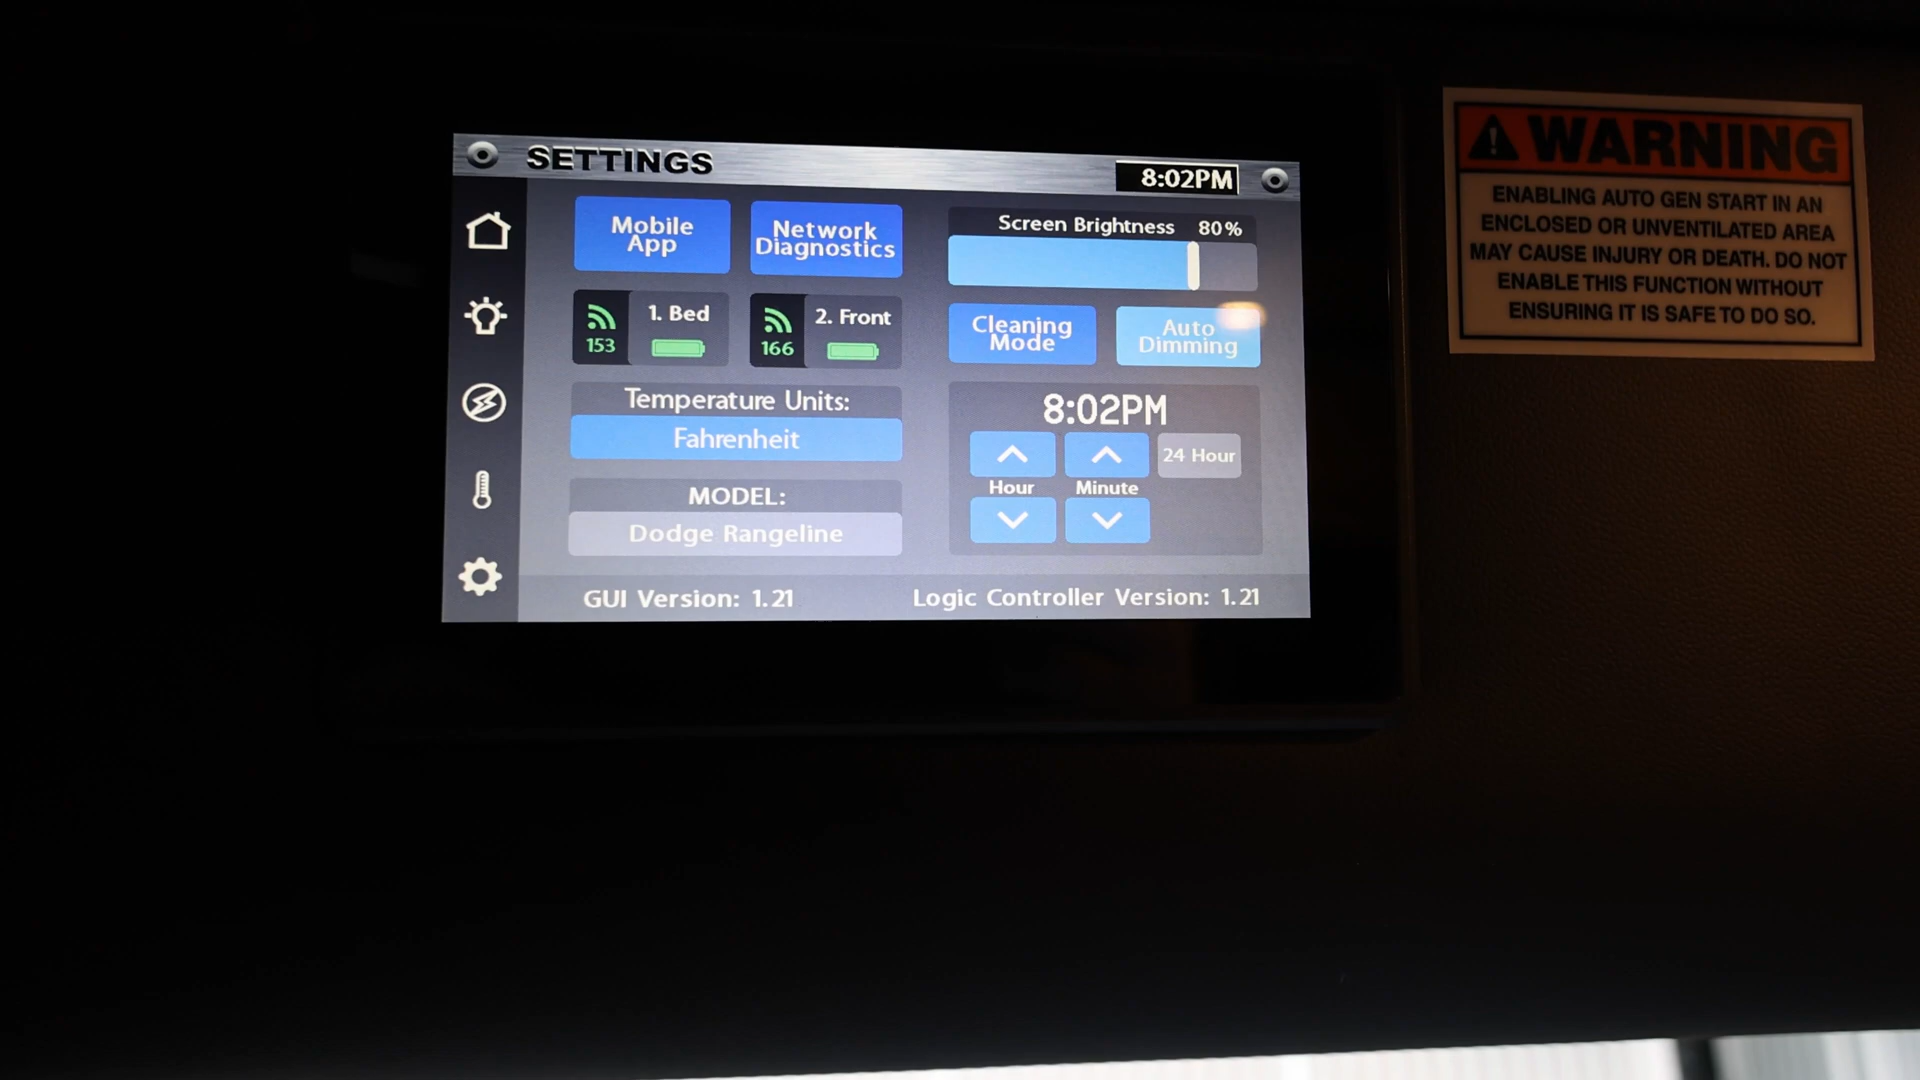 SETTINGS
8:02PM
Mobile
App
Network
Diagnostics
Screen Brightness 80%
153
1. Bed
166
2. Front
Cleaning
Mode
Auto
Dimming
Temperature Units:
Fahrenheit
8:02PM
24 Hour
Hour
Minute
MODEL:
Dodge Rangeline
GUI Version: 1.21
Logic Controller Version: 1.21
WARNING
ENABLING AUTO GEN START IN AN
ENCLOSED OR UNVENTILATED AREA
MAY CAUSE INJURY OR DEATH. DO NOT
ENABLE THIS FUNCTION WITHOUT
ENSURING IT IS SAFE TO DO SO.